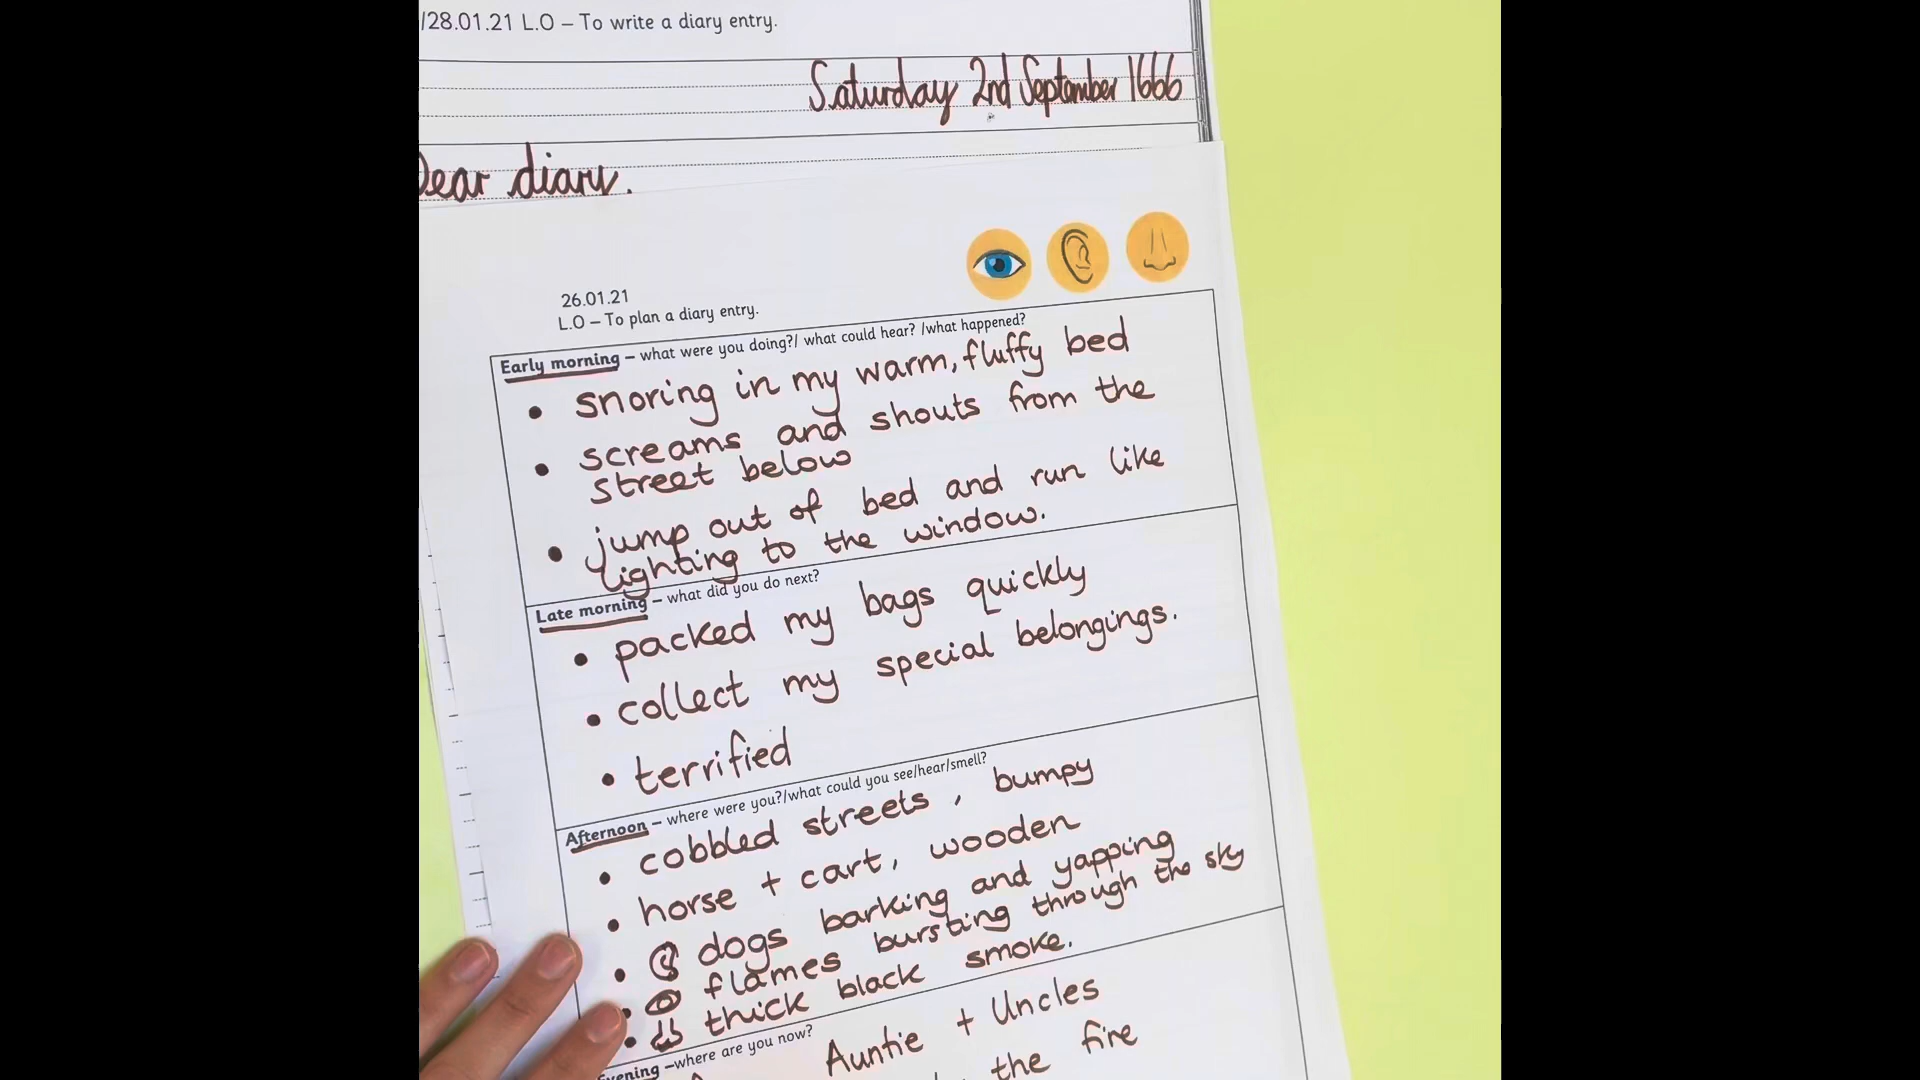 /28.01.21 L.O – To write a diary entry.
Saturday 2nd September 1666
Dear diary.
26.01.21
L.O – To plan a diary entry.
Early morning – what were you doing?/ what could hear? /what happened?
• snoring in my warm, fluffy bed
• screams and shouts from the
street below
• jump out of bed and run like
lighting to the window.
Late morning – what did you do next?
• packed my bags quickly
• collect my special belongings.
• terrified
Afternoon – where were you?/what could you see/hear/smell?
• cobbled streets, bumpy
• horse + cart, wooden
• dogs barking and yapping
• flames bursting through the sky
• thick black smoke.
Evening –where are you now?
Auntie + Uncles
the fire